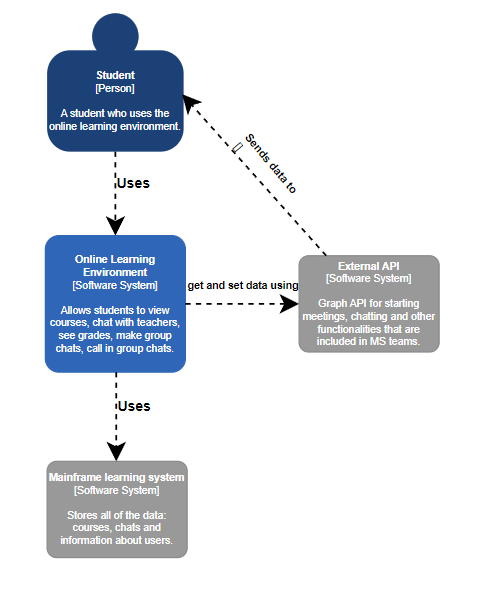 Student
[Person]
A student who uses the
online learning environment.
Sends data to
Uses
Online Learning
Environment
[Software System]
Allows students to view
courses, chat with teachers,
see grades, make group
chats, call in group chats.
get and set data using
External API
[Software System]
Graph API for starting
meetings, chatting and other
functionalities that are
included in MS teams.
Uses
Mainframe learning system
[Software System]
Stores all of the data:
courses, chats and
information about users.